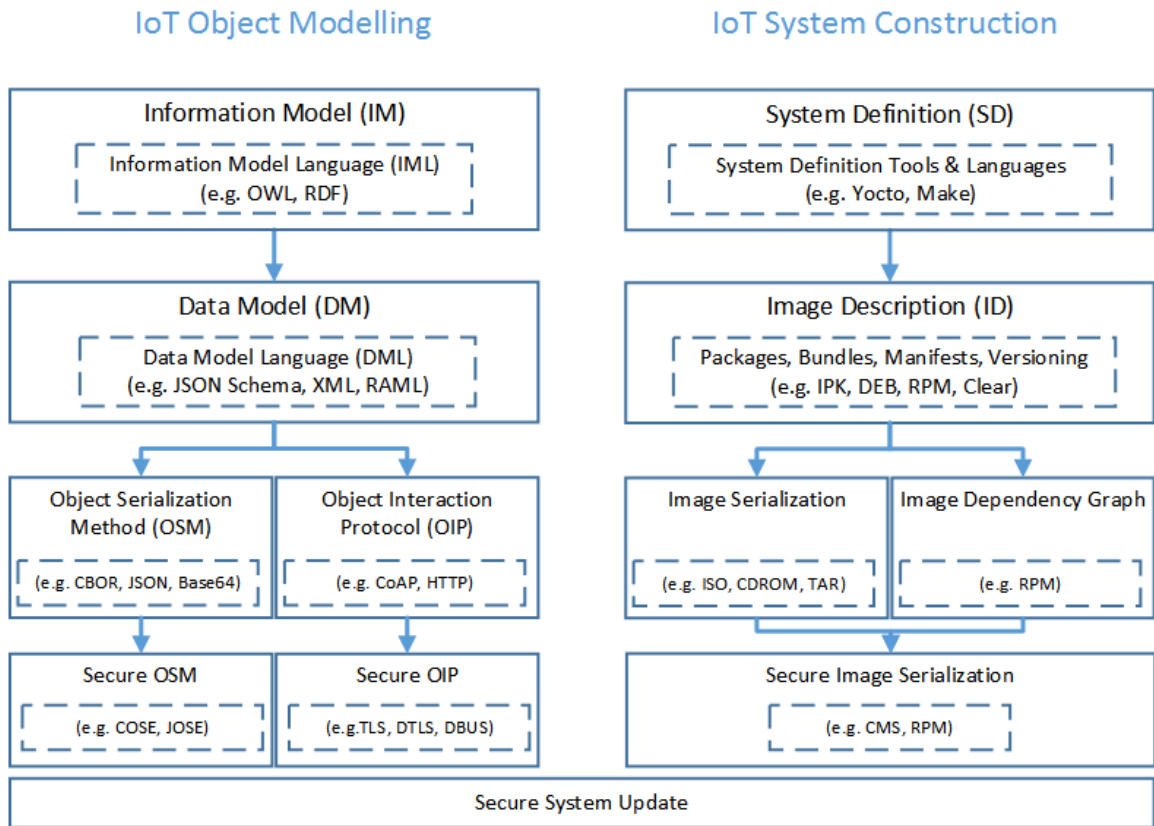 IoT Object Modelling
IoT System Construction
Information Model (IM)
Information Model Language (IML)
(e.g. OWL, RDF)
System Definition (SD)
System Definition Tools & Languages
(e.g. Yocto, Make)
Data Model (DM)
Data Model Language (DML)
(e.g. JSON Schema, XML, RAML)
Image Description (ID)
Packages, Bundles, Manifests, Versioning
(e.g. IPK, DEB, RPM, Clear)
Object Serialization
Method (OSM)
(e.g. CBOR, JSON, Base64)
Object Interaction
Protocol (OIP)
(e.g. CoAP, HTTP)
Image Serialization
(e.g. ISO, CDROM, TAR)
Image Dependency Graph
(e.g. RPM)
Secure OSM
(e.g. COSE, JOSE)
Secure OIP
(e.g.TLS, DTLS, DBUS)
Secure Image Serialization
(e.g. CMS, RPM)
Secure System Update